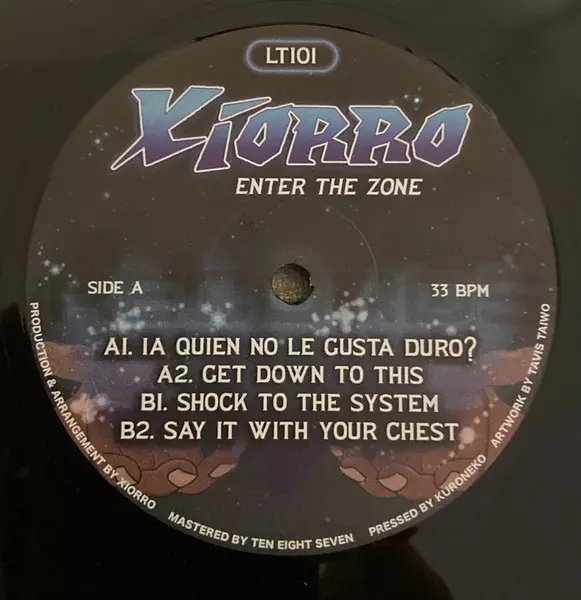 LT101
XÍORRO
ENTER THE ZONE
SIDE A
33 BPM
A1. ¡A QUIEN NO LE GUSTA DURO?
A2. GET DOWN TO THIS
B1. SHOCK TO THE SYSTEM
B2. SAY IT WITH YOUR CHEST
PRODUCTION & ARRANGEMENT BY XIORRO
MASTERED BY TEN EIGHT SEVEN
PRESSED BY KURONEKO
ARTWORK BY TAVIS TAIWO